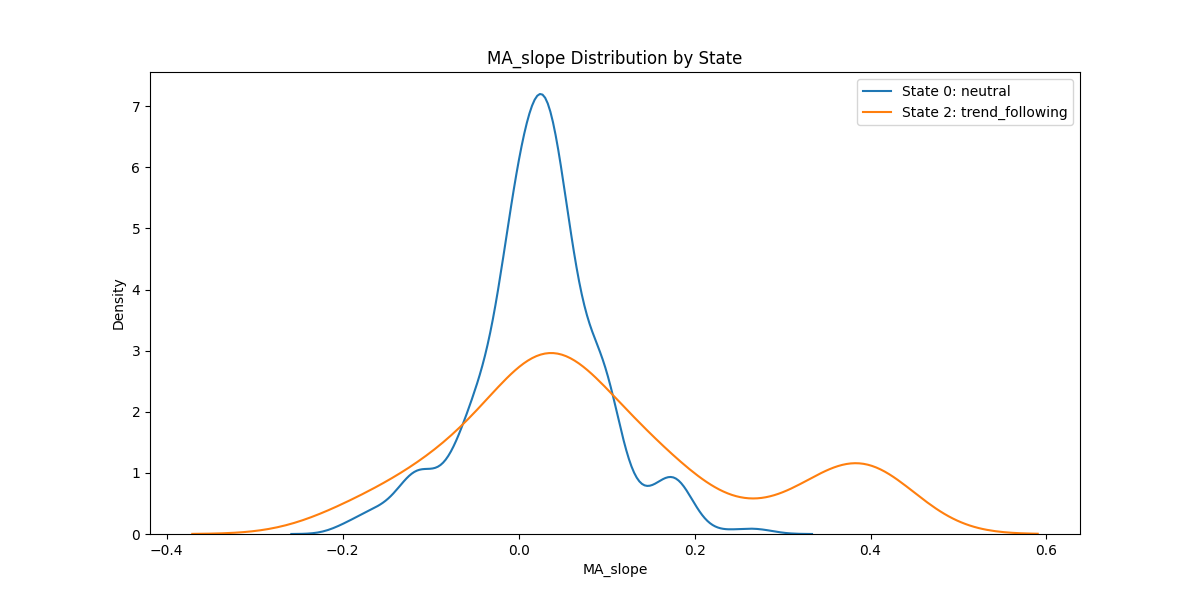 MA_slope Distribution by State
State 0: neutral
State 2: trend_following
Density
7
6
5
4
3
2
1
0
−0.4 −0.2 0.0 0.2 0.4 0.6
MA_slope